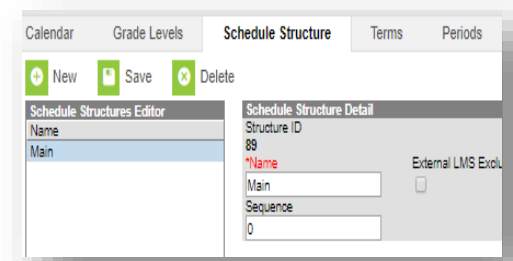 Calendar Grade Levels Schedule Structure Terms Periods
New Save Delete
Schedule Structures Editor
Name
Main
Schedule Structure Detail
Structure ID
89
*Name External LMS Exclu
Main
Sequence
0